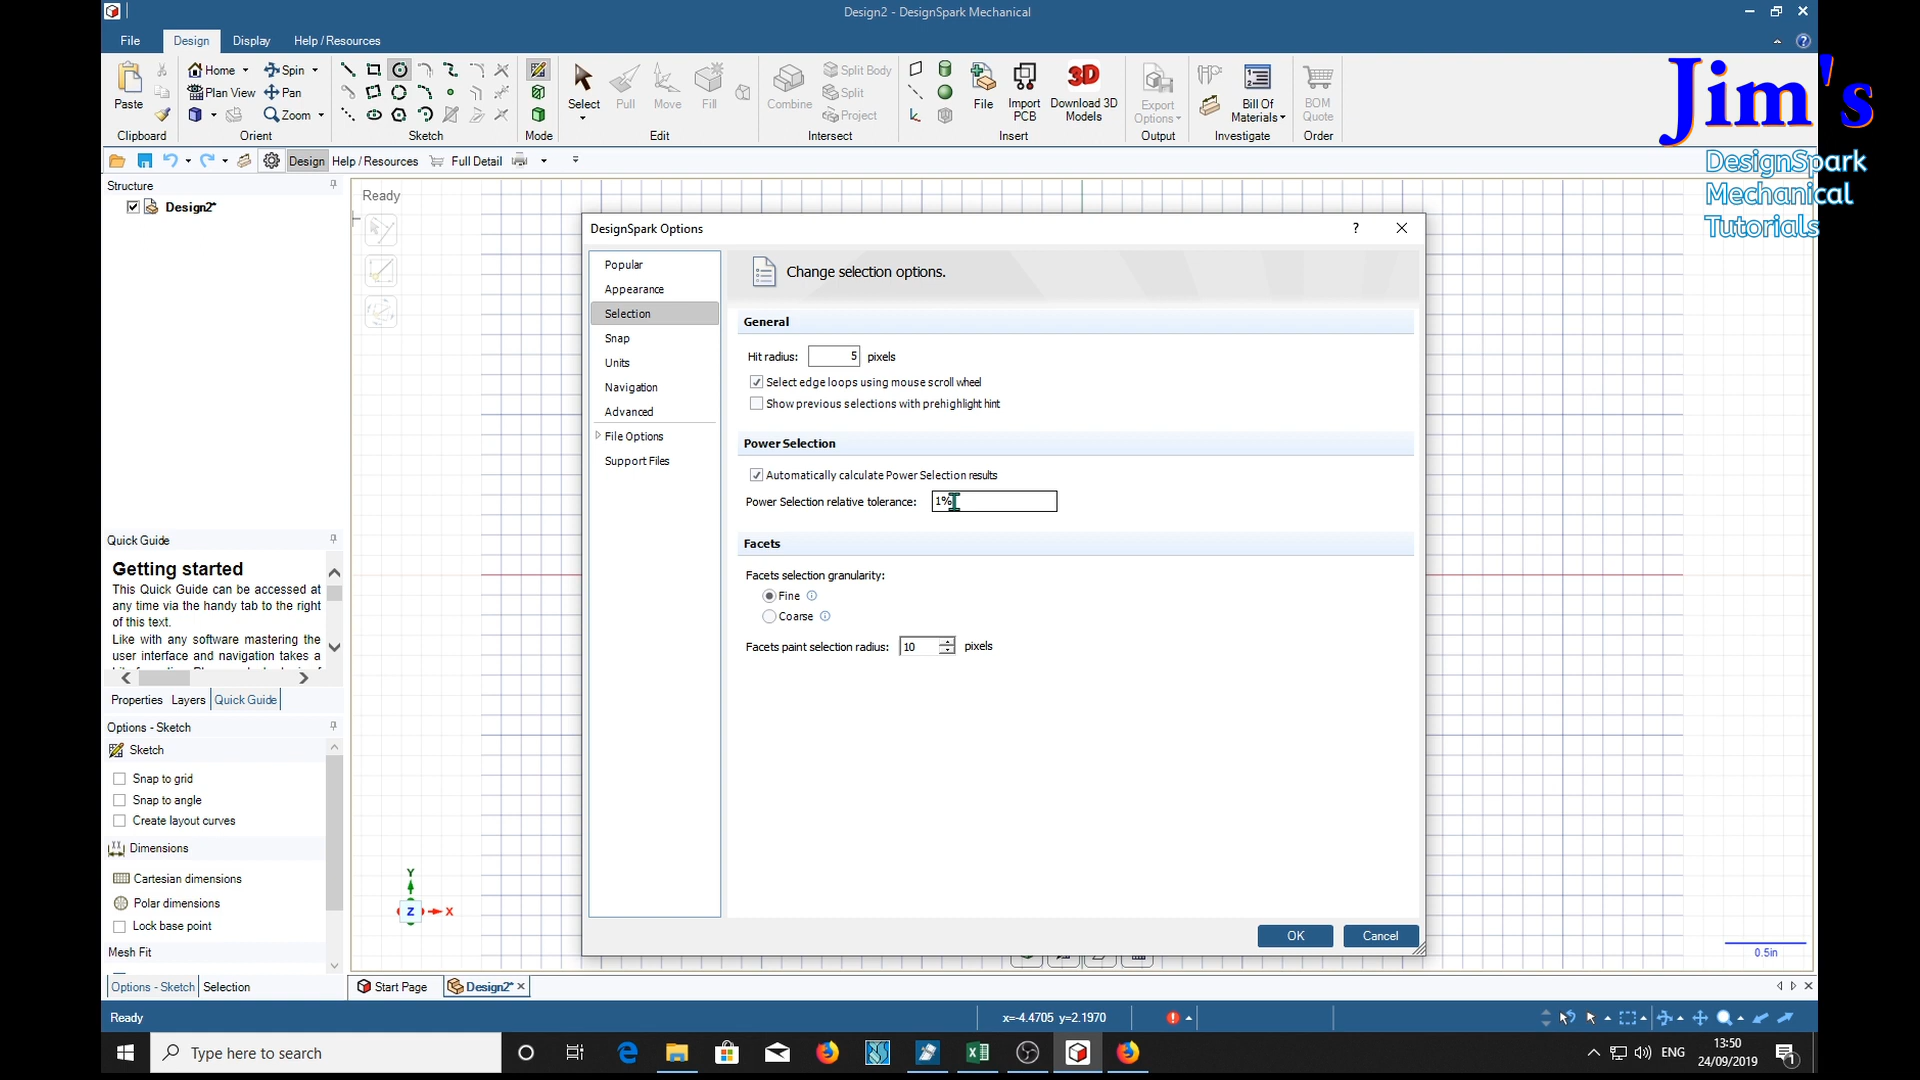 Design2 - DesignSpark Mechanical
File Design Display Help / Resources
Home Spin Split Body
Plan View Pan Split
Paste Zoom Select Pull Move Fill Combine Project File Import PCB Download 3D Models Export Options Bill Of Materials BOM Quote
3D
Clipboard Orient Sketch Mode Edit Intersect Insert Output Investigate Order
Design Help / Resources Full Detail
Jim's
DesignSpark
Mechanical
Tutorials
Structure
Design2*
Ready
Quick Guide
Getting started
This Quick Guide can be accessed at
any time via the handy tab to the right
of this text.
Like with any software mastering the
user interface and navigation takes a
Properties Layers Quick Guide
Options - Sketch
Sketch
Snap to grid
Snap to angle
Create layout curves
Dimensions
Cartesian dimensions
Polar dimensions
Lock base point
Mesh Fit
Options - Sketch Selection
DesignSpark Options
?
Popular
Appearance
Selection
Snap
Units
Navigation
Advanced
File Options
Support Files
Change selection options.
General
Hit radius: 5 pixels
Select edge loops using mouse scroll wheel
Show previous selections with prehighlight hint
Power Selection
Automatically calculate Power Selection results
Power Selection relative tolerance: 1%
Facets
Facets selection granularity:
Fine
Coarse
Facets paint selection radius: 10 pixels
OK Cancel
Y
Z X
0.5in
Start Page Design2*
Ready x=-4.4705 y=2.1970
Type here to search
ENG
13:50
24/09/2019
1